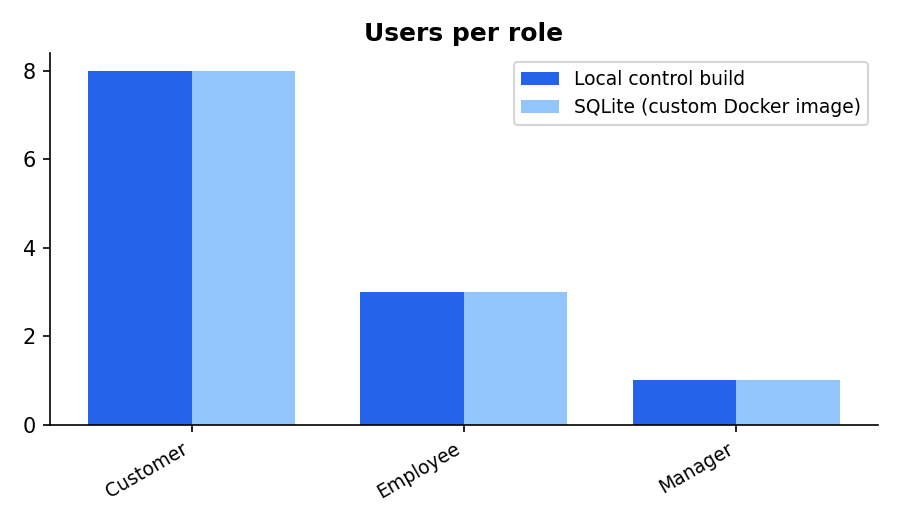 Users per role
Local control build
SQLite (custom Docker image)
8
6
4
2
0
Customer
Employee
Manager